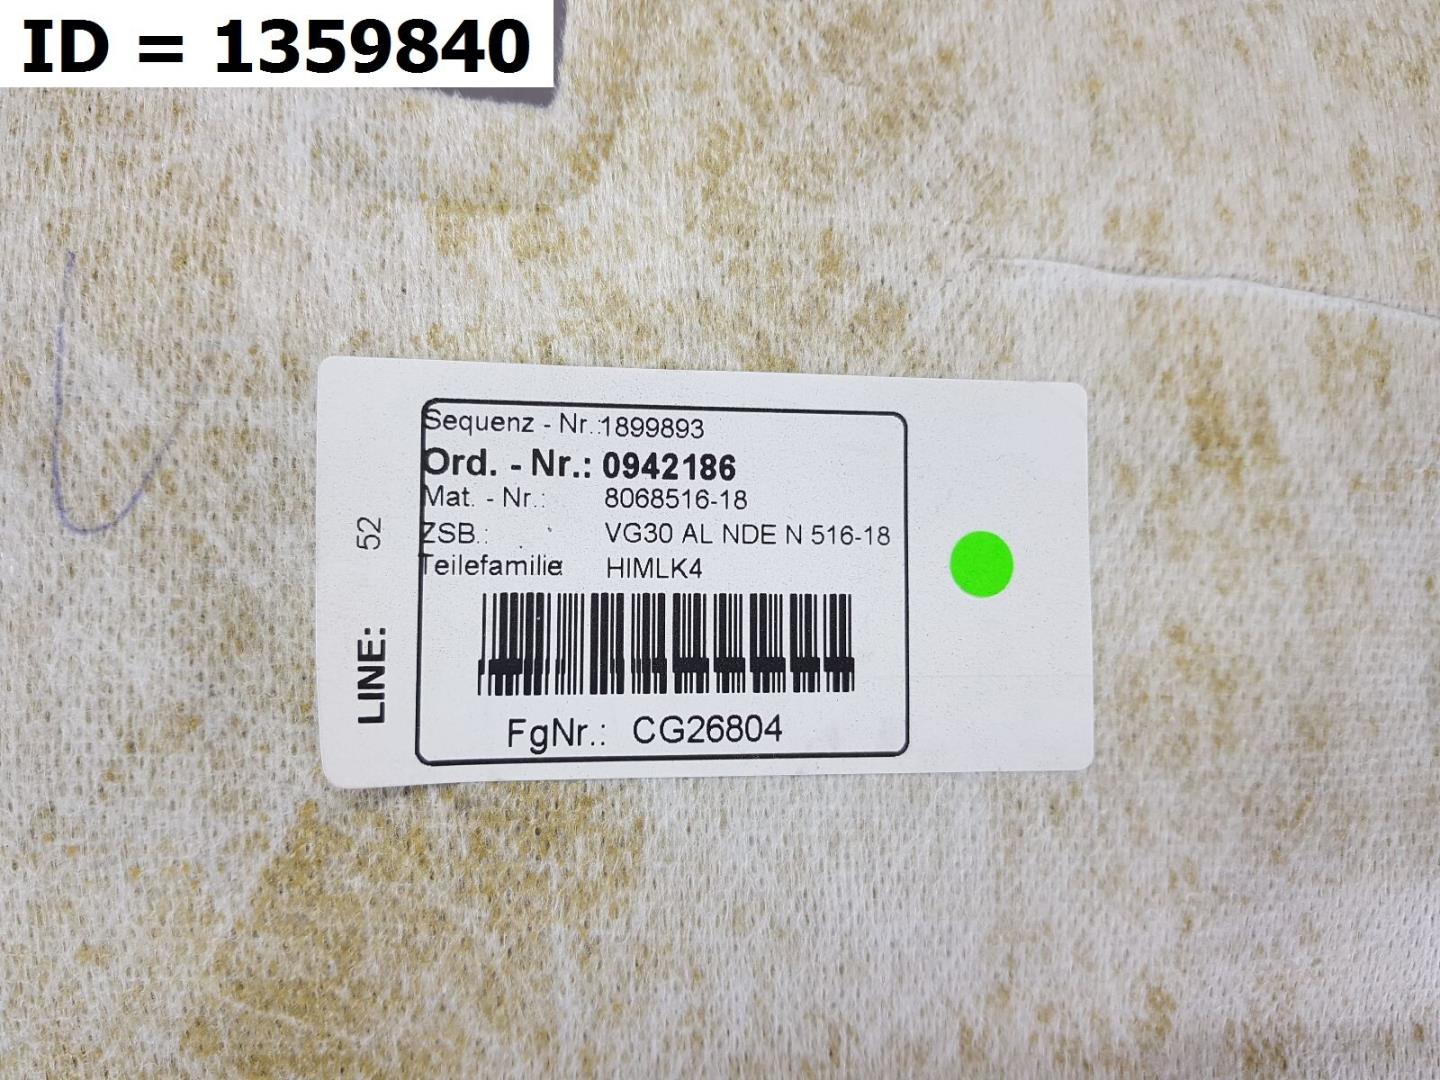 ID = 1359840
Sequenz - Nr.:1899893
Ord. - Nr.: 0942186
Mat. - Nr.: 8068516-18
ZSB.: VG30 AL NDE N 516-18
Teilefamilie HIMLK4
FgNr.: CG26804
LINE: 52